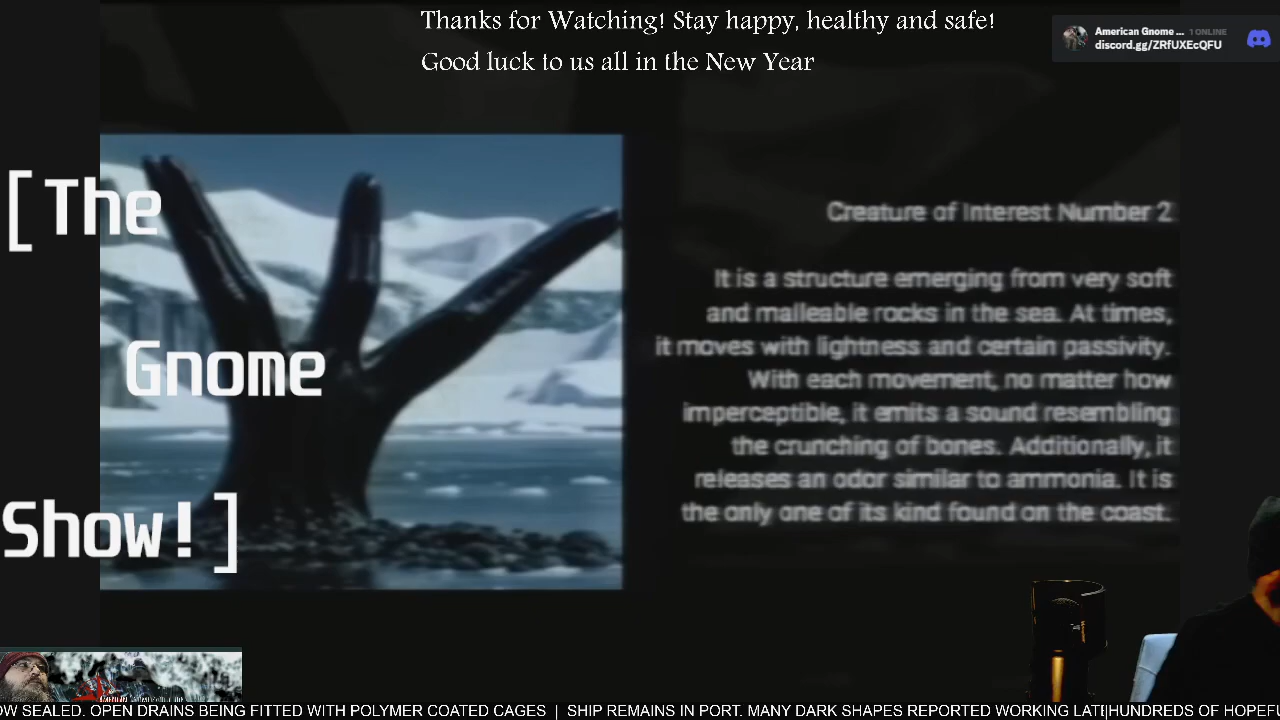 Thanks for Watching! Stay happy, healthy and safe!
Good luck to us all in the New Year
American Gnome ... 1 ONLINE
discord.gg/ZRfUXEcQFU
[The
Gnome
Show!]
Creature of Interest Number 2
It is a structure emerging from very soft
and malleable rocks in the sea. At times,
it moves with lightness and certain passivity.
With each movement, no matter how
imperceptible, it emits a sound resembling
the crunching of bones. Additionally, it
releases an odor similar to ammonia. It is
the only one of its kind found on the coast.
OW SEALED. OPEN DRAINS BEING FITTED WITH POLYMER COATED CAGES | SHIP REMAINS IN PORT. MANY DARK SHAPES REPORTED WORKING LATE|HUNDREDS OF HOPEFU